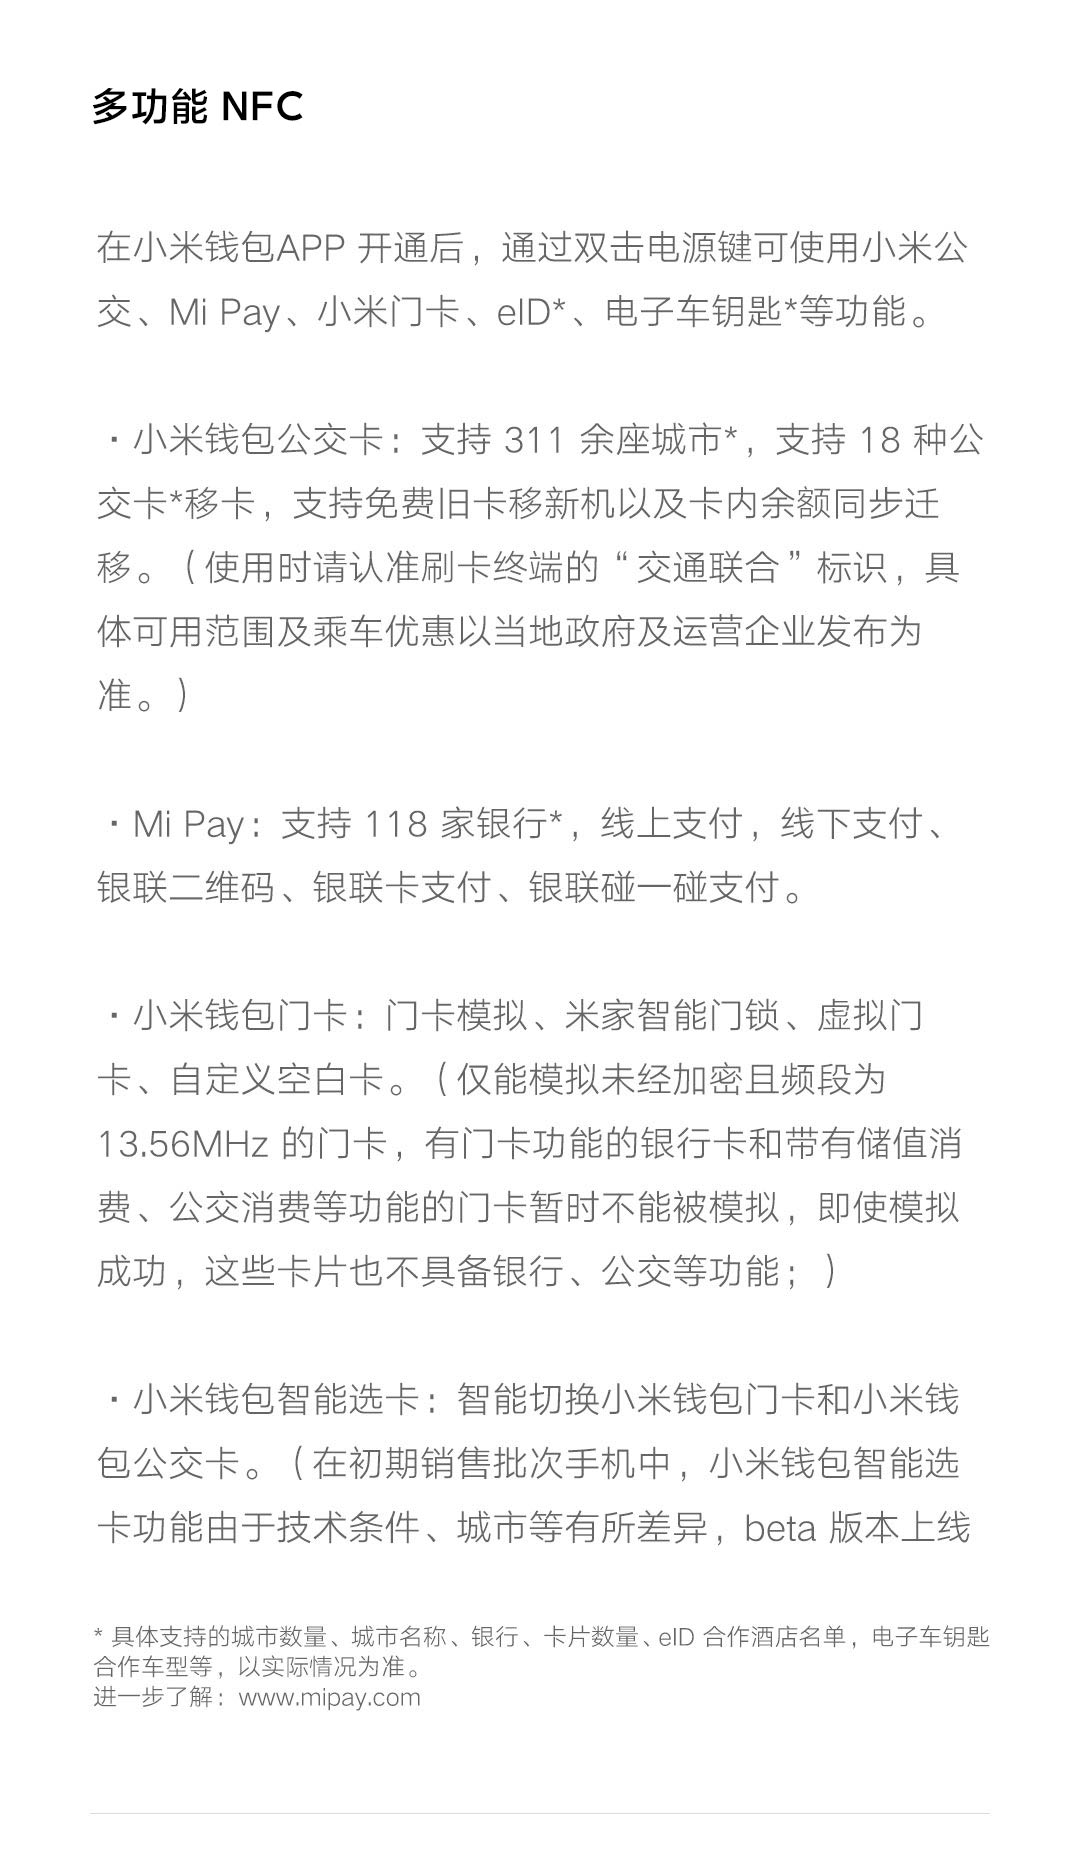 多功能 NFC
在小米钱包APP 开通后，通过双击电源键可使用小米公
交、Mi Pay、小米门卡、eID*、电子车钥匙*等功能。
·小米钱包公交卡：支持 311 余座城市*，支持 18 种公
交卡*移卡，支持免费旧卡移新机以及卡内余额同步迁
移。（使用时请认准刷卡终端的“交通联合”标识，具
体可用范围及乘车优惠以当地政府及运营企业发布为
准。）
·Mi Pay：支持 118 家银行*，线上支付，线下支付、
银联二维码、银联卡支付、银联碰一碰支付。
·小米钱包门卡：门卡模拟、米家智能门锁、虚拟门
卡、自定义空白卡。（仅能模拟未经加密且频段为
13.56MHz 的门卡，有门卡功能的银行卡和带有储值消
费、公交消费等功能的门卡暂时不能被模拟，即使模拟
成功，这些卡片也不具备银行、公交等功能；）
·小米钱包智能选卡：智能切换小米钱包门卡和小米钱
包公交卡。（在初期销售批次手机中，小米钱包智能选
卡功能由于技术条件、城市等有所差异，beta 版本上线
* 具体支持的城市数量、城市名称、银行、卡片数量、eID 合作酒店名单，电子车钥匙
合作车型等，以实际情况为准。
进一步了解：www.mipay.com